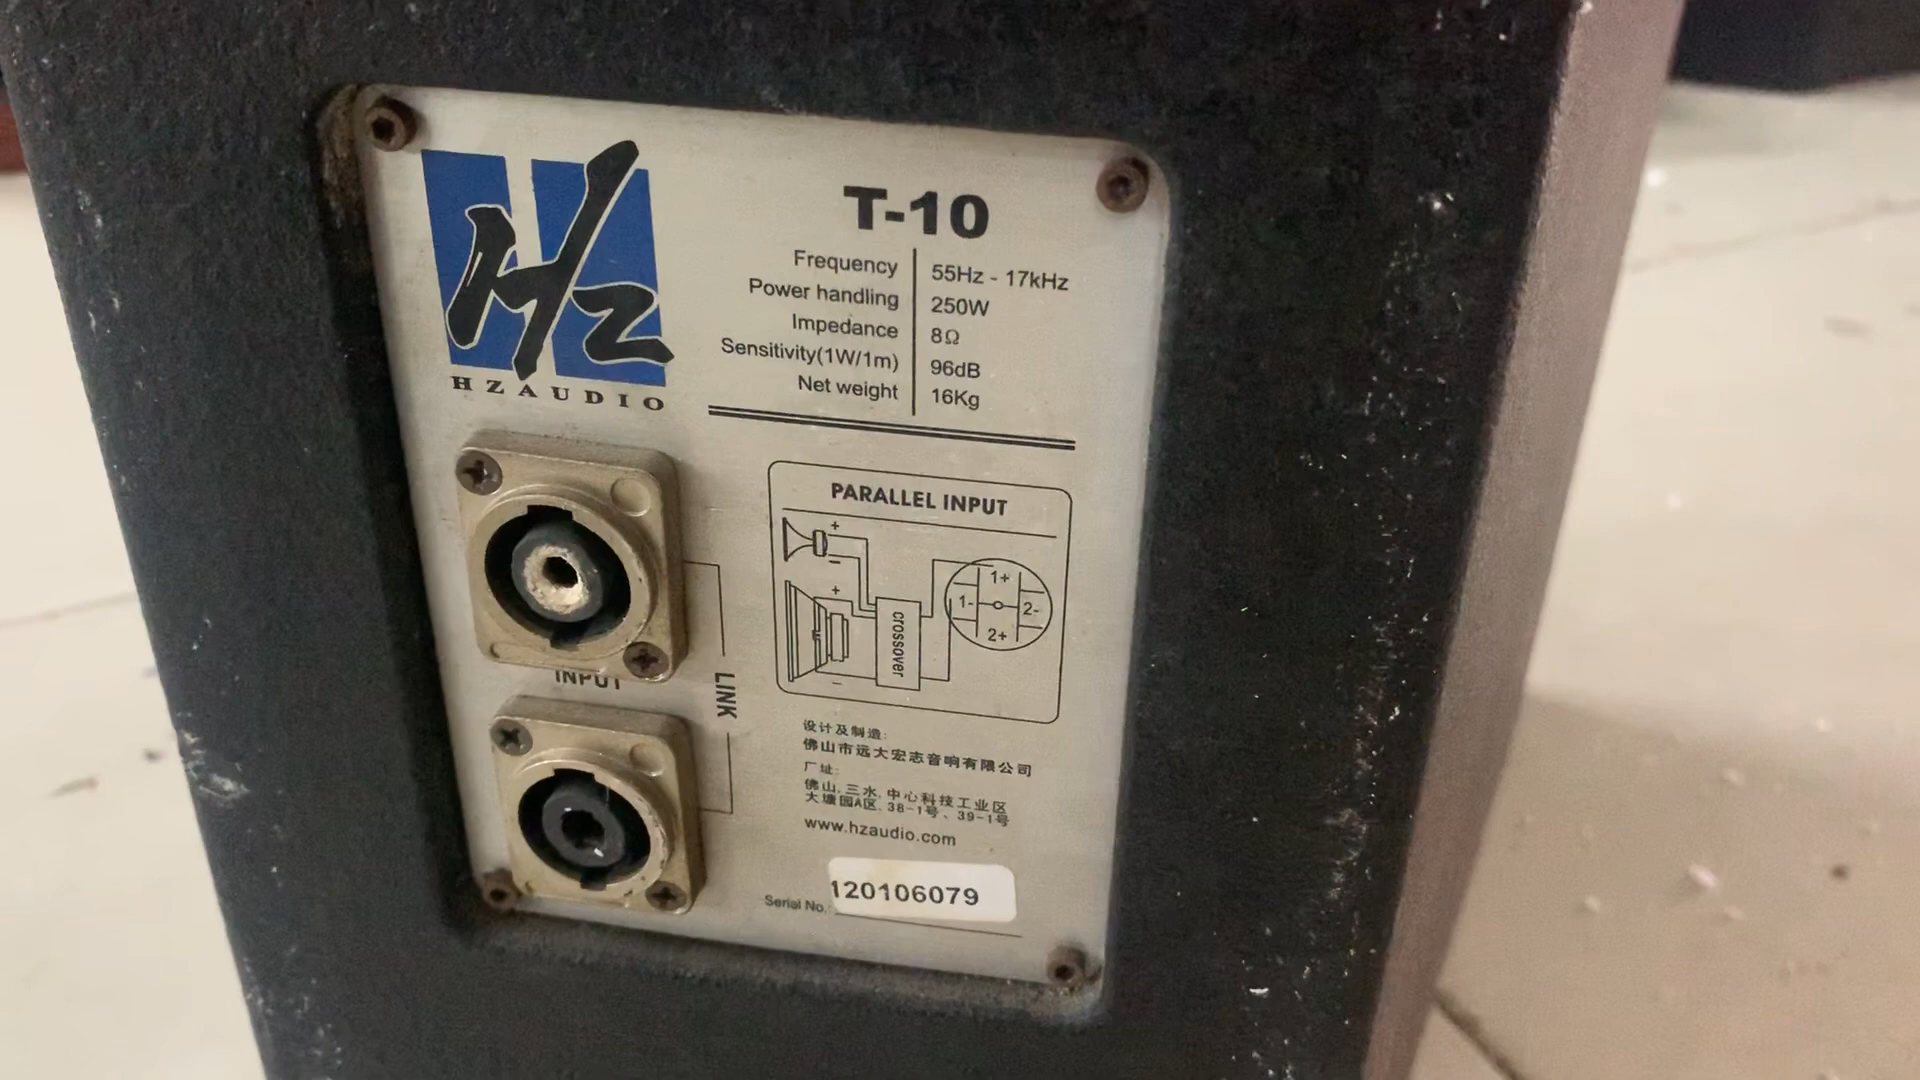 Hz
HZAUDIO
T-10
Frequency 55Hz - 17kHz
Power handling 250W
Impedance 8Ω
Sensitivity(1W/1m) 96dB
Net weight 16Kg
PARALLEL INPUT
+
−
+
−
crossover
1+
1- 2-
2+
INPUT
LINK
设计及制造:
佛山市远大宏志音响有限公司
厂址:
佛山.三水.中心科技工业区
大塘园A区.38-1号、39-1号
www.hzaudio.com
Serial No. 120106079